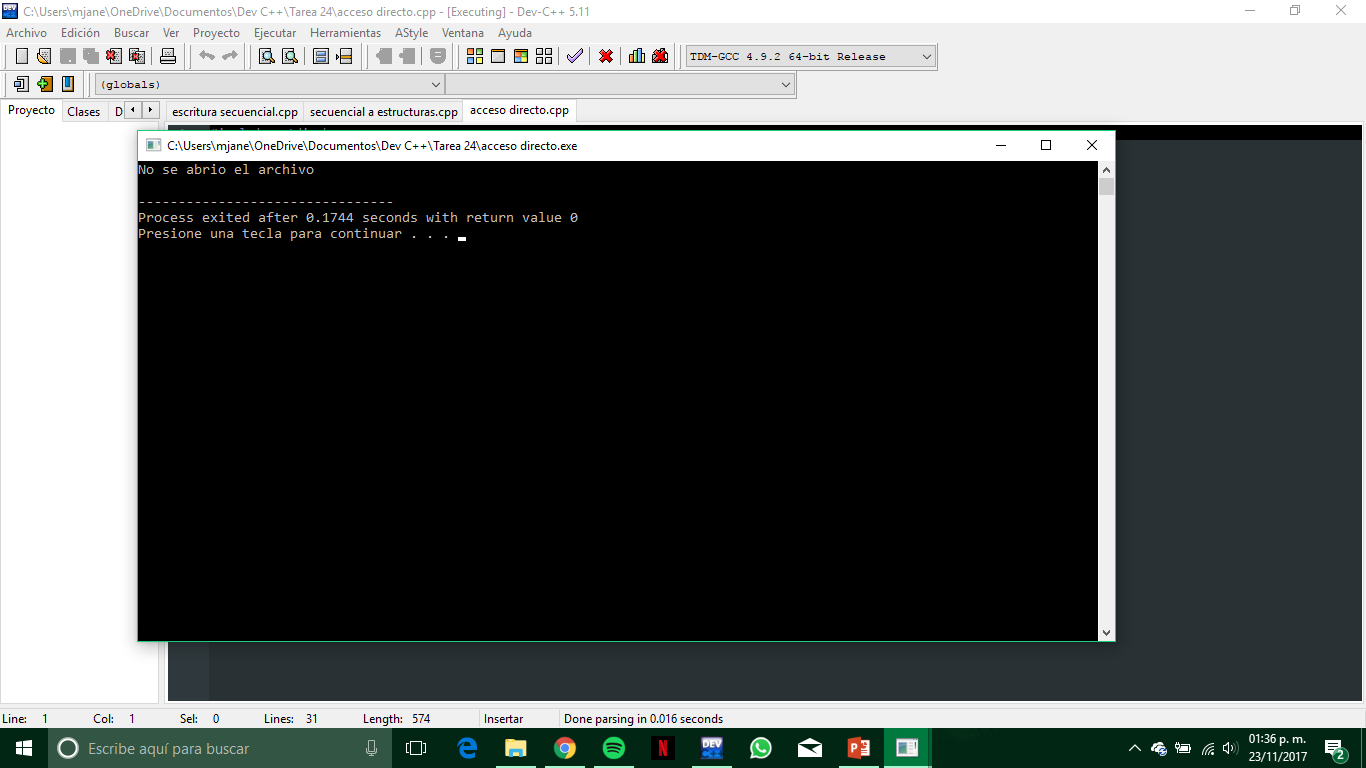 C:\Users\mjane\OneDrive\Documentos\Dev C++\Tarea 24\acceso directo.cpp - [Executing] - Dev-C++ 5.11
Archivo Edición Buscar Ver Proyecto Ejecutar Herramientas AStyle Ventana Ayuda
TDM-GCC 4.9.2 64-bit Release
(globals)
Proyecto Clases D escritura secuencial.cpp secuencial a estructuras.cpp acceso directo.cpp
C:\Users\mjane\OneDrive\Documentos\Dev C++\Tarea 24\acceso directo.exe
No se abrio el archivo
--------------------------------
Process exited after 0.1744 seconds with return value 0
Presione una tecla para continuar . . .
Line: 1 Col: 1 Sel: 0 Lines: 31 Length: 574 Insertar Done parsing in 0.016 seconds
Escribe aquí para buscar
01:36 p. m.
23/11/2017
2